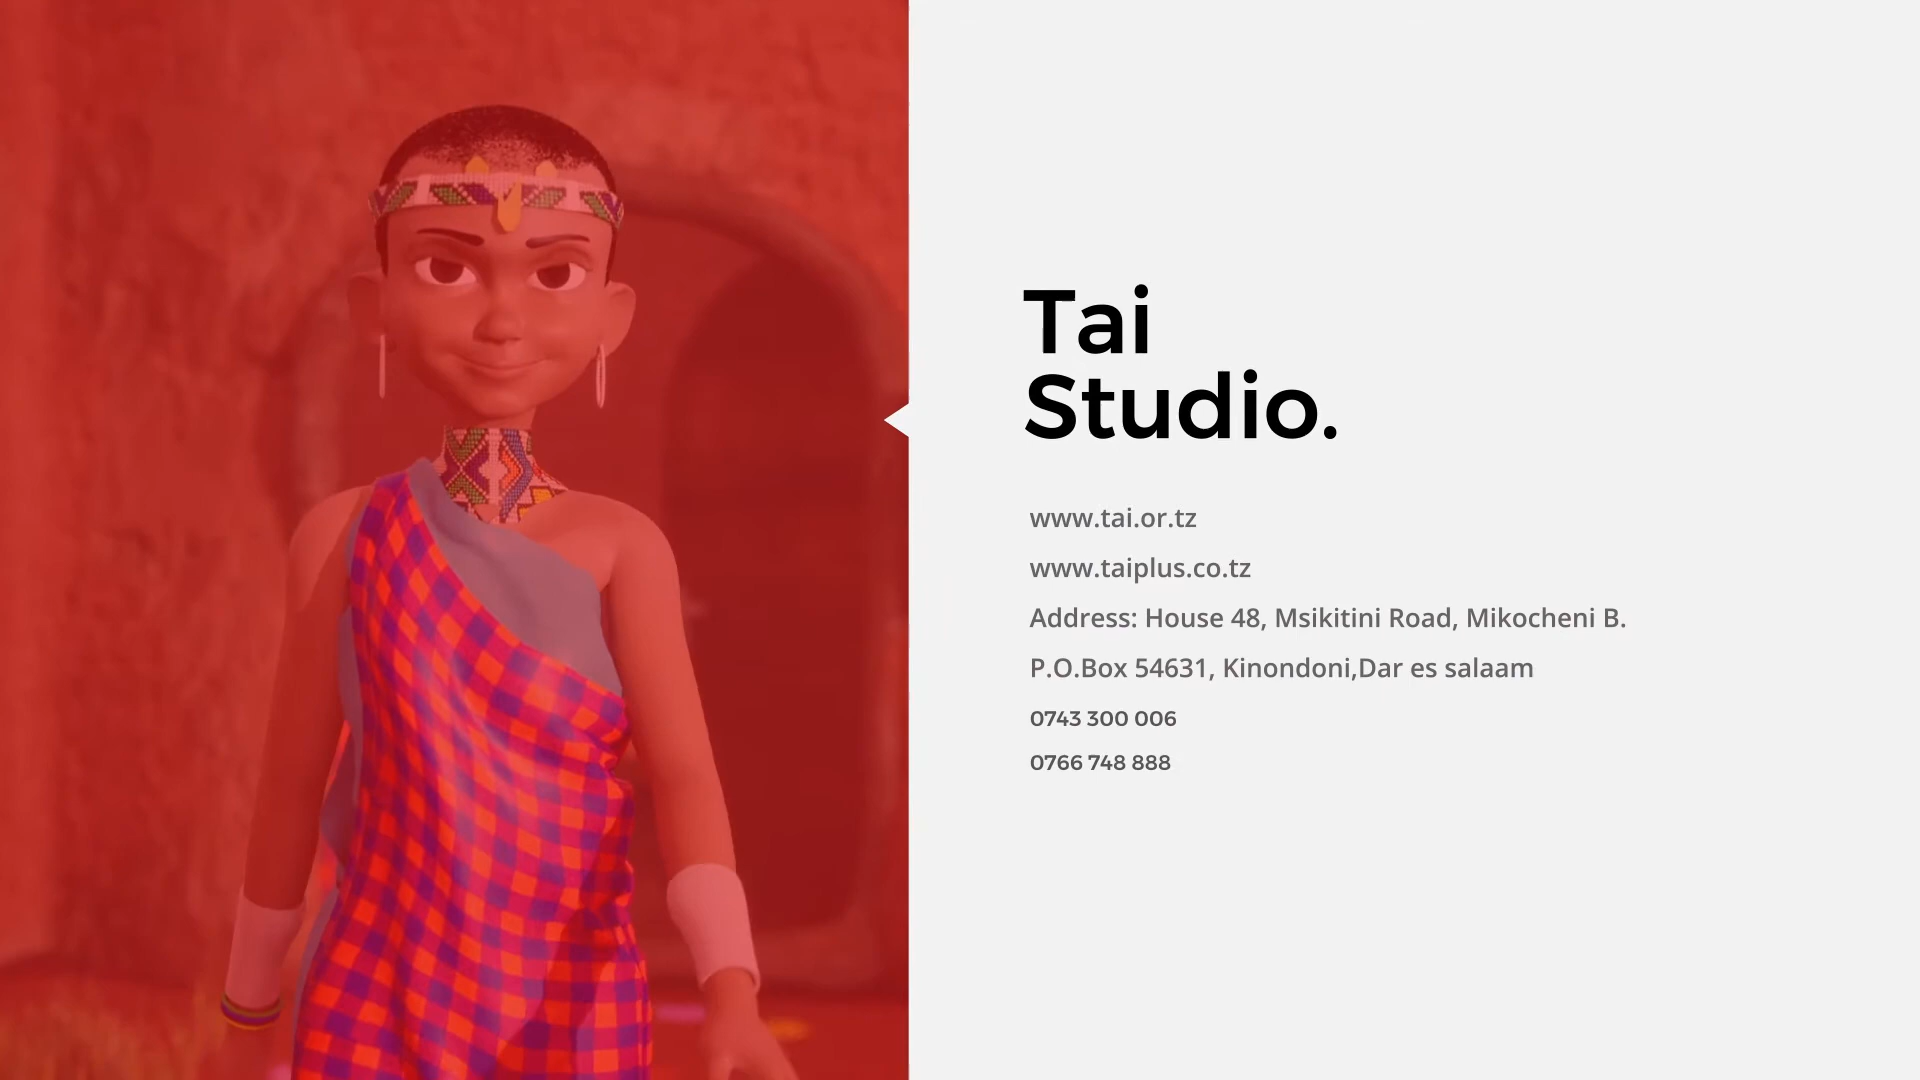 Tai
Studio.
www.tai.or.tz
www.taiplus.co.tz
Address: House 48, Msikitini Road, Mikocheni B.
P.O.Box 54631, Kinondoni,Dar es salaam
0743 300 006
0766 748 888